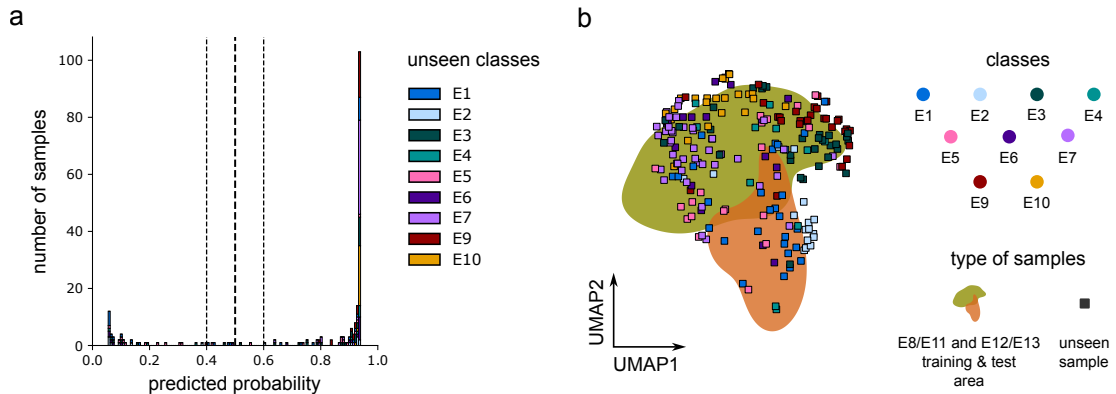 a
number of samples
100
80
60
40
20
0
0.0 0.2 0.4 0.6 0.8 1.0
predicted probability
unseen classes
E1
E2
E3
E4
E5
E6
E7
E9
E10
b
UMAP2
UMAP1
classes
E1 E2 E3 E4
E5 E6 E7
E9 E10
type of samples
E8/E11 and E12/E13
training & test
area
unseen
sample